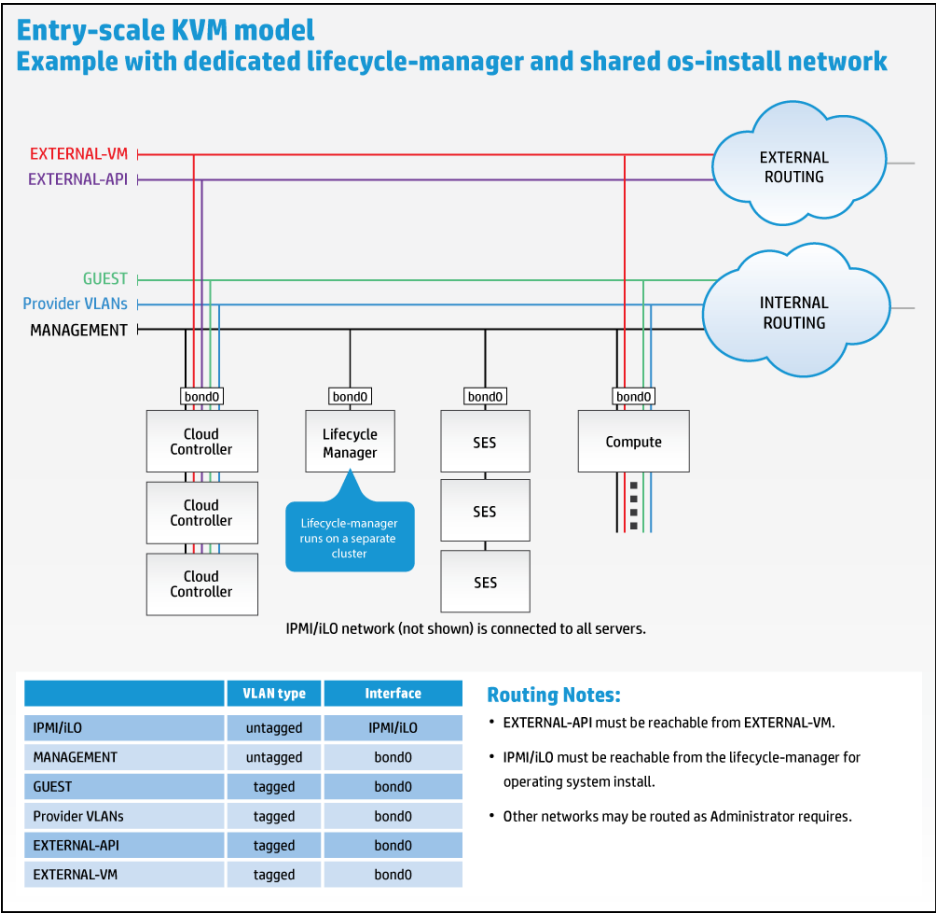 Entry-scale KVM model
Example with dedicated lifecycle-manager and shared os-install network
EXTERNAL-VM
EXTERNAL-API
EXTERNAL
ROUTING
GUEST
Provider VLANs
MANAGEMENT
INTERNAL
ROUTING
bond0
bond0
bond0
bond0
Cloud
Controller
Lifecycle
Manager
SES
Compute
Cloud
Controller
Lifecycle-manager
runs on a separate
cluster
SES
Cloud
Controller
SES
IPMI/iLO network (not shown) is connected to all servers.
VLAN type Interface
IPMI/iLO untagged IPMI/iLO
MANAGEMENT untagged bond0
GUEST tagged bond0
Provider VLANs tagged bond0
EXTERNAL-API tagged bond0
EXTERNAL-VM tagged bond0
Routing Notes:
• EXTERNAL-API must be reachable from EXTERNAL-VM.
• IPMI/iLO must be reachable from the lifecycle-manager for
operating system install.
• Other networks may be routed as Administrator requires.